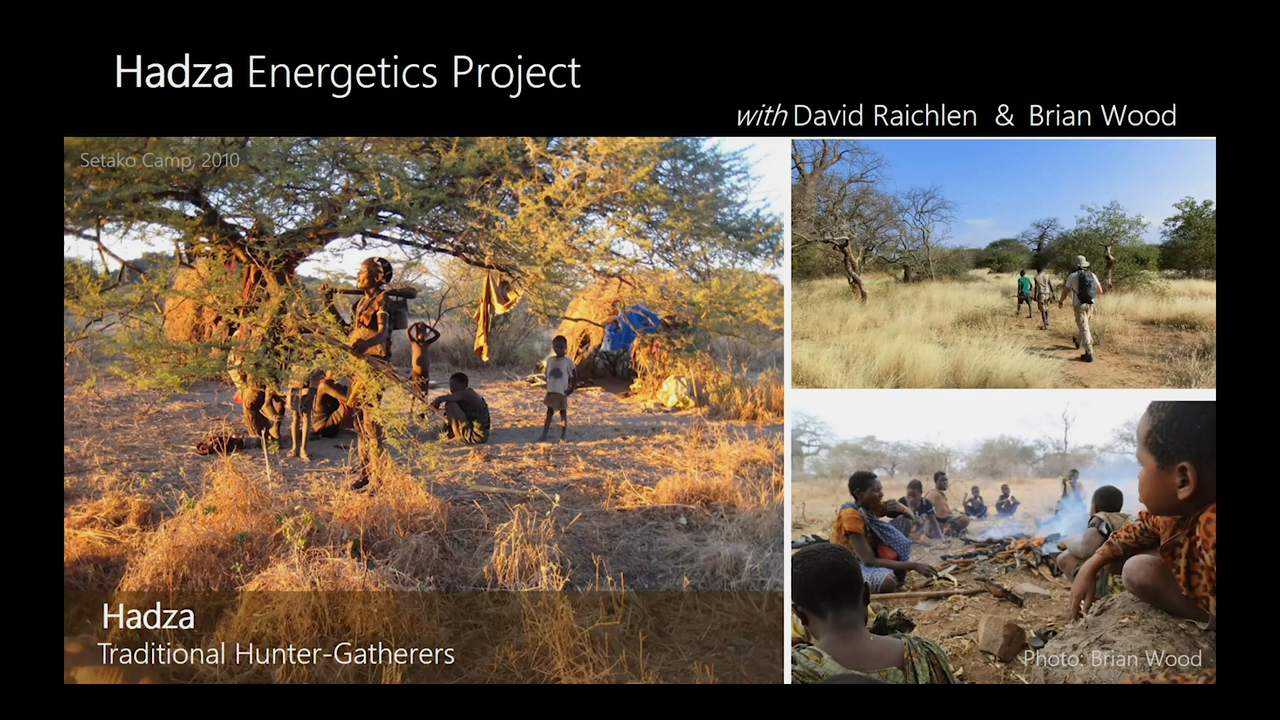 Hadza Energetics Project
with David Raichlen & Brian Wood
Setako Camp, 2010
Hadza
Traditional Hunter-Gatherers
Photo: Brian Wood